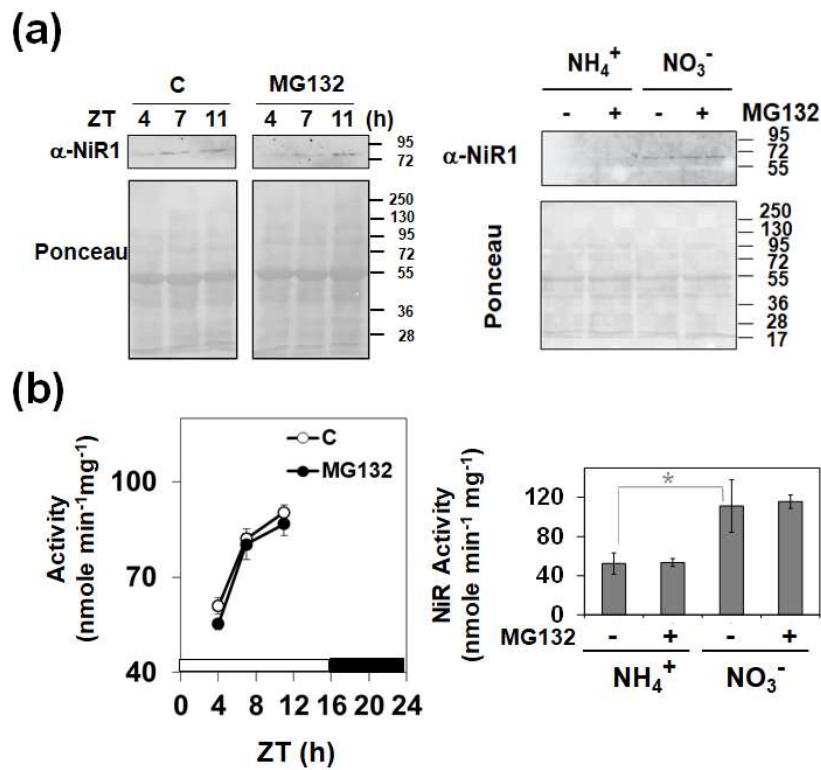 (a)
C MG132
ZT 4 7 11 4 7 11 (h)
α-NiR1
95
72
Ponceau
250
130
95
72
55
36
28
NH₄⁺ NO₃⁻
- + - + MG132
α-NiR1
95
72
55
Ponceau
250
130
95
72
55
36
28
17
(b)
Activity
(nmole min⁻¹mg⁻¹)
C
MG132
100
70
40
0 4 8 12 16 20 24
ZT (h)
NiR Activity
(nmole min⁻¹ mg⁻¹)
*
120
80
40
0
MG132 - + - +
NH₄⁺ NO₃⁻